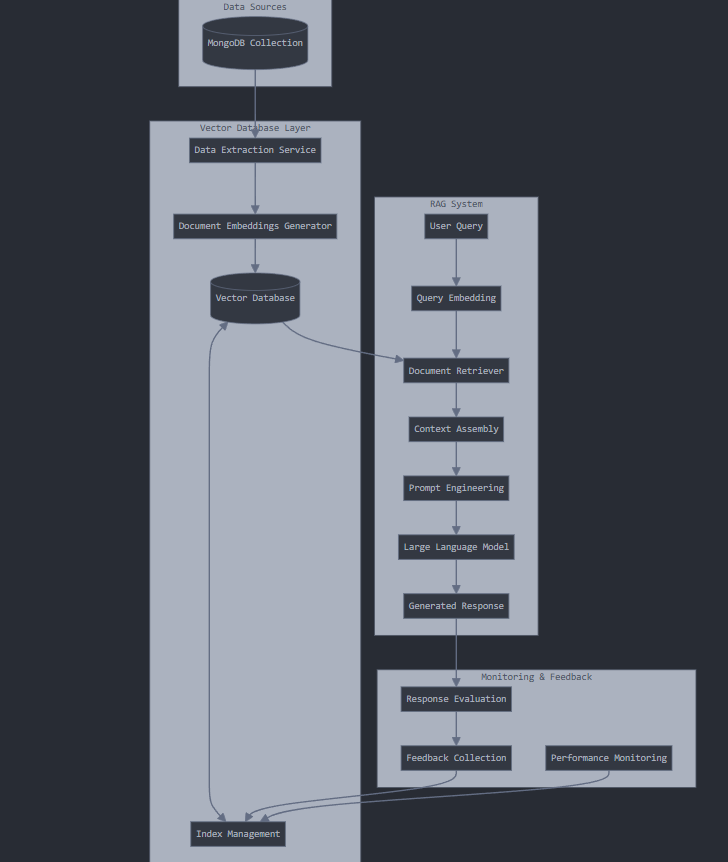 Data Sources
MongoDB Collection
Vector Database Layer
Data Extraction Service
Document Embeddings Generator
Vector Database
RAG System
User Query
Query Embedding
Document Retriever
Context Assembly
Prompt Engineering
Large Language Model
Generated Response
Monitoring & Feedback
Response Evaluation
Feedback Collection
Performance Monitoring
Index Management